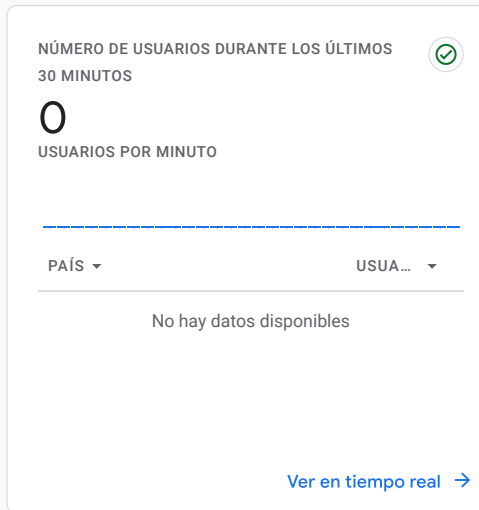 NÚMERO DE USUARIOS DURANTE LOS ÚLTIMOS
30 MINUTOS
0
USUARIOS POR MINUTO
PAÍS USUA...
No hay datos disponibles
Ver en tiempo real